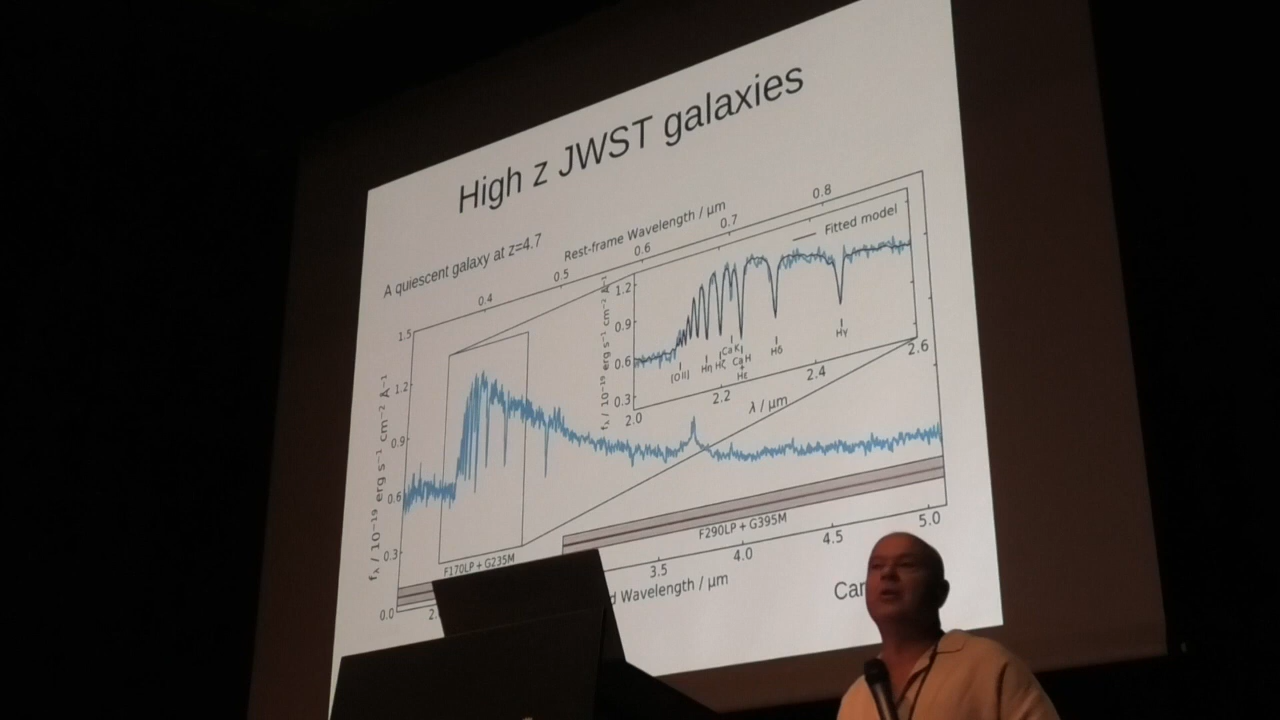 High z JWST galaxies
A quiescent galaxy at z=4.7
Rest-frame Wavelength / μm
0.4 0.5 0.6 0.7 0.8
Fitted model
1.5
1.2
0.9
0.6
0.3
0.0
fλ / 10⁻¹⁹ erg s⁻¹ cm⁻² Å⁻¹
1.2
0.9
0.6
0.3
fλ / 10⁻¹⁹ erg s⁻¹ cm⁻² Å⁻¹
[OII] Hη Hζ Ca K Ca H
+
Hε Hδ Hγ
2.0 2.2 2.4 2.6
λ / μm
F170LP + G235M
F290LP + G395M
3.5 4.0 4.5 5.0
Wavelength / μm